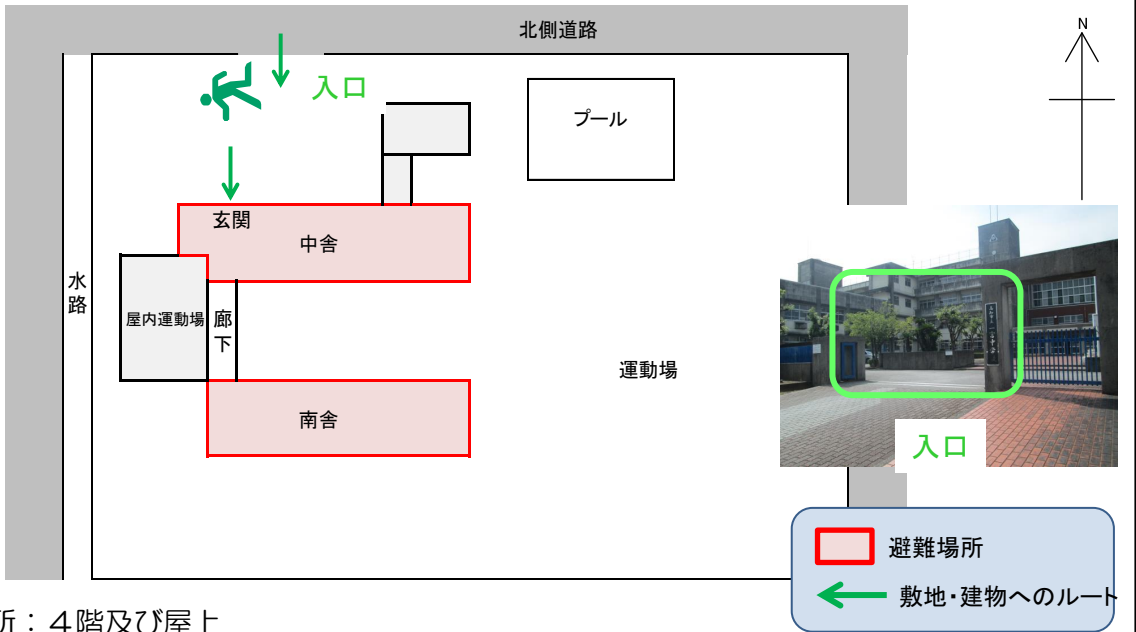 北側道路
N
入口
プール
玄関
中舎
水路
屋内運動場
廊下
運動場
南舎
入口
避難場所
敷地・建物へのルート
所：４階及び屋上